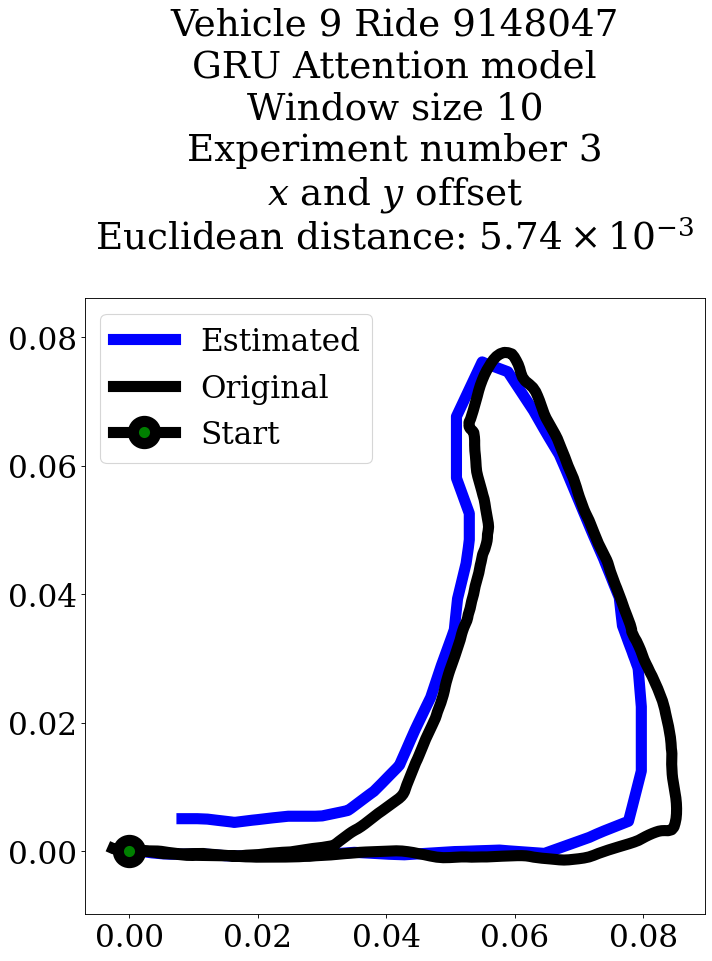 Vehicle 9 Ride 9148047
GRU Attention model
Window size 10
Experiment number 3
x and y offset
Euclidean distance: 5.74 × 10⁻³
Estimated
Original
Start
0.08
0.06
0.04
0.02
0.00
0.00 0.02 0.04 0.06 0.08